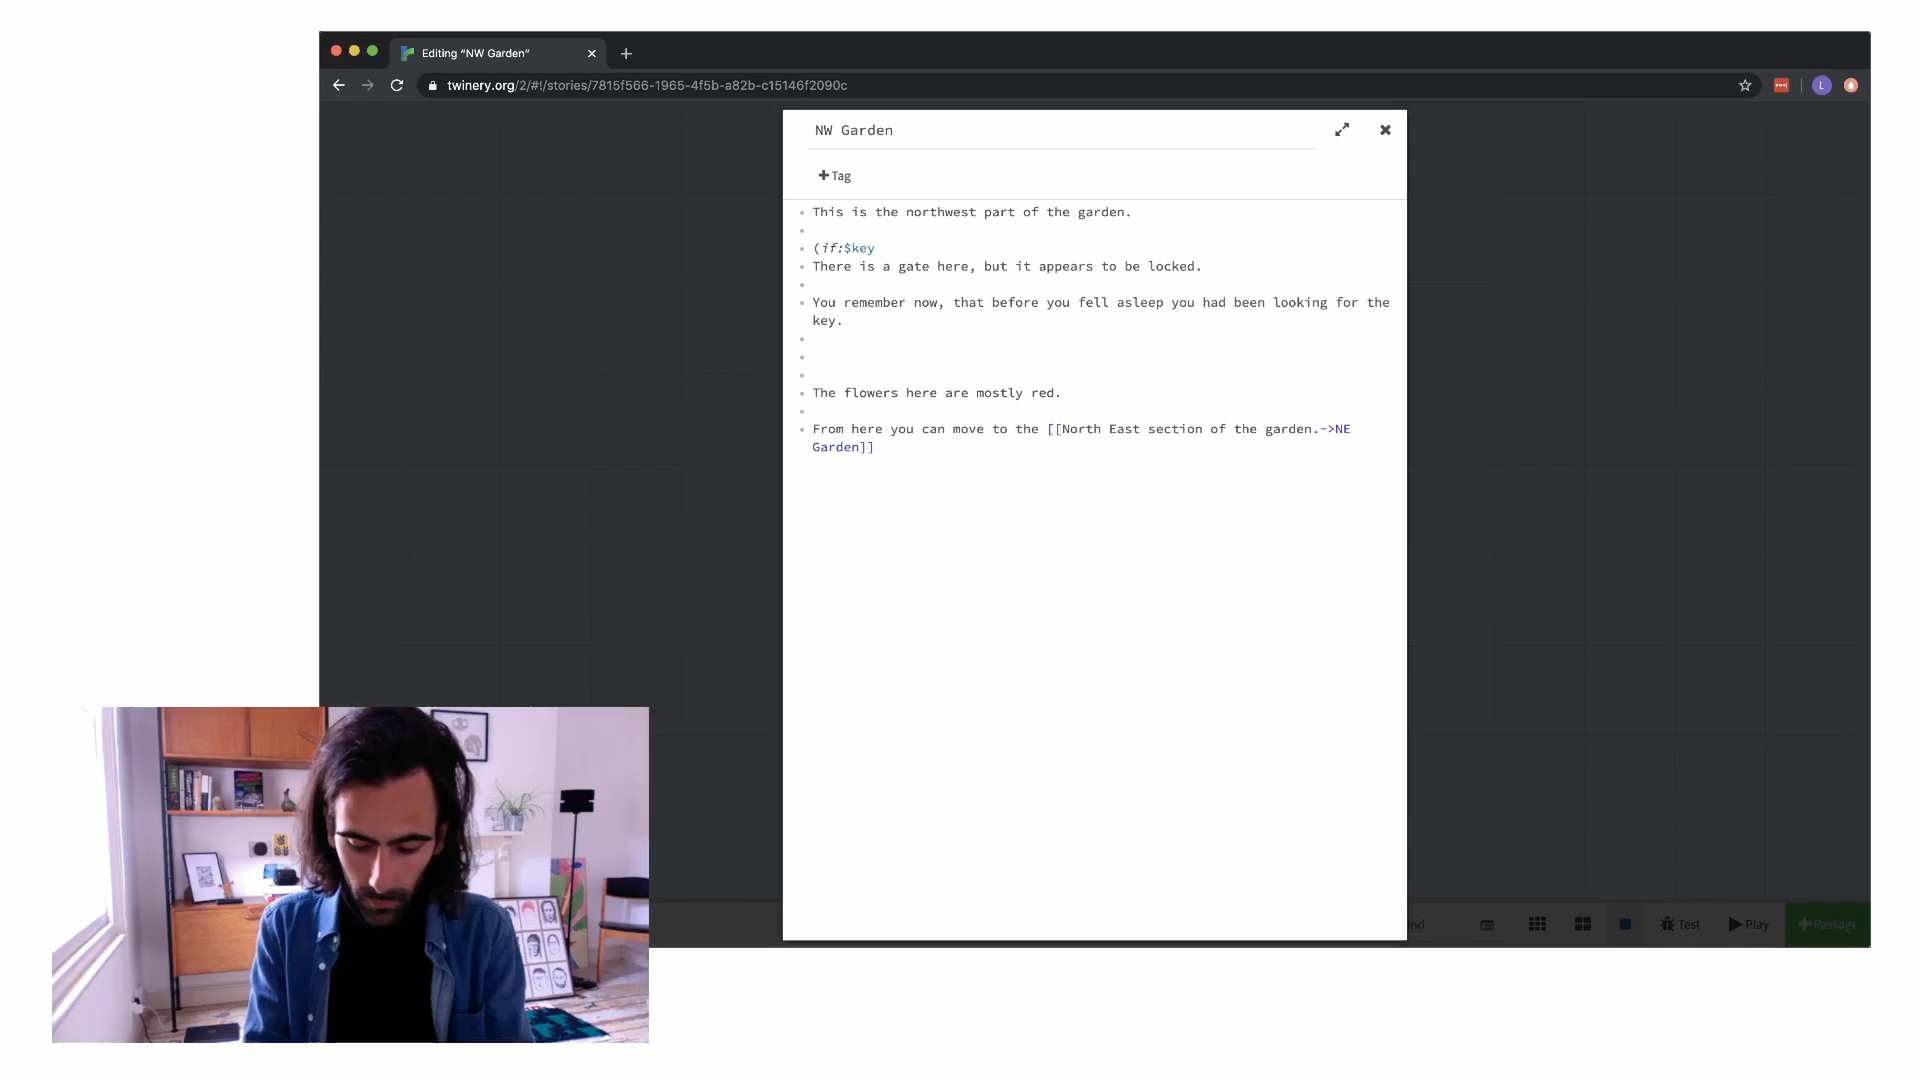 Editing “NW Garden”
twinery.org/2/#!/stories/7815f566-1965-4f5b-a82b-c15146f2090c
L
NW Garden
Tag
This is the northwest part of the garden.
(if:$key
There is a gate here, but it appears to be locked.
You remember now, that before you fell asleep you had been looking for the
key.
The flowers here are mostly red.
From here you can move to the [[North East section of the garden.->NE
Garden]]
Test
Play
Passage